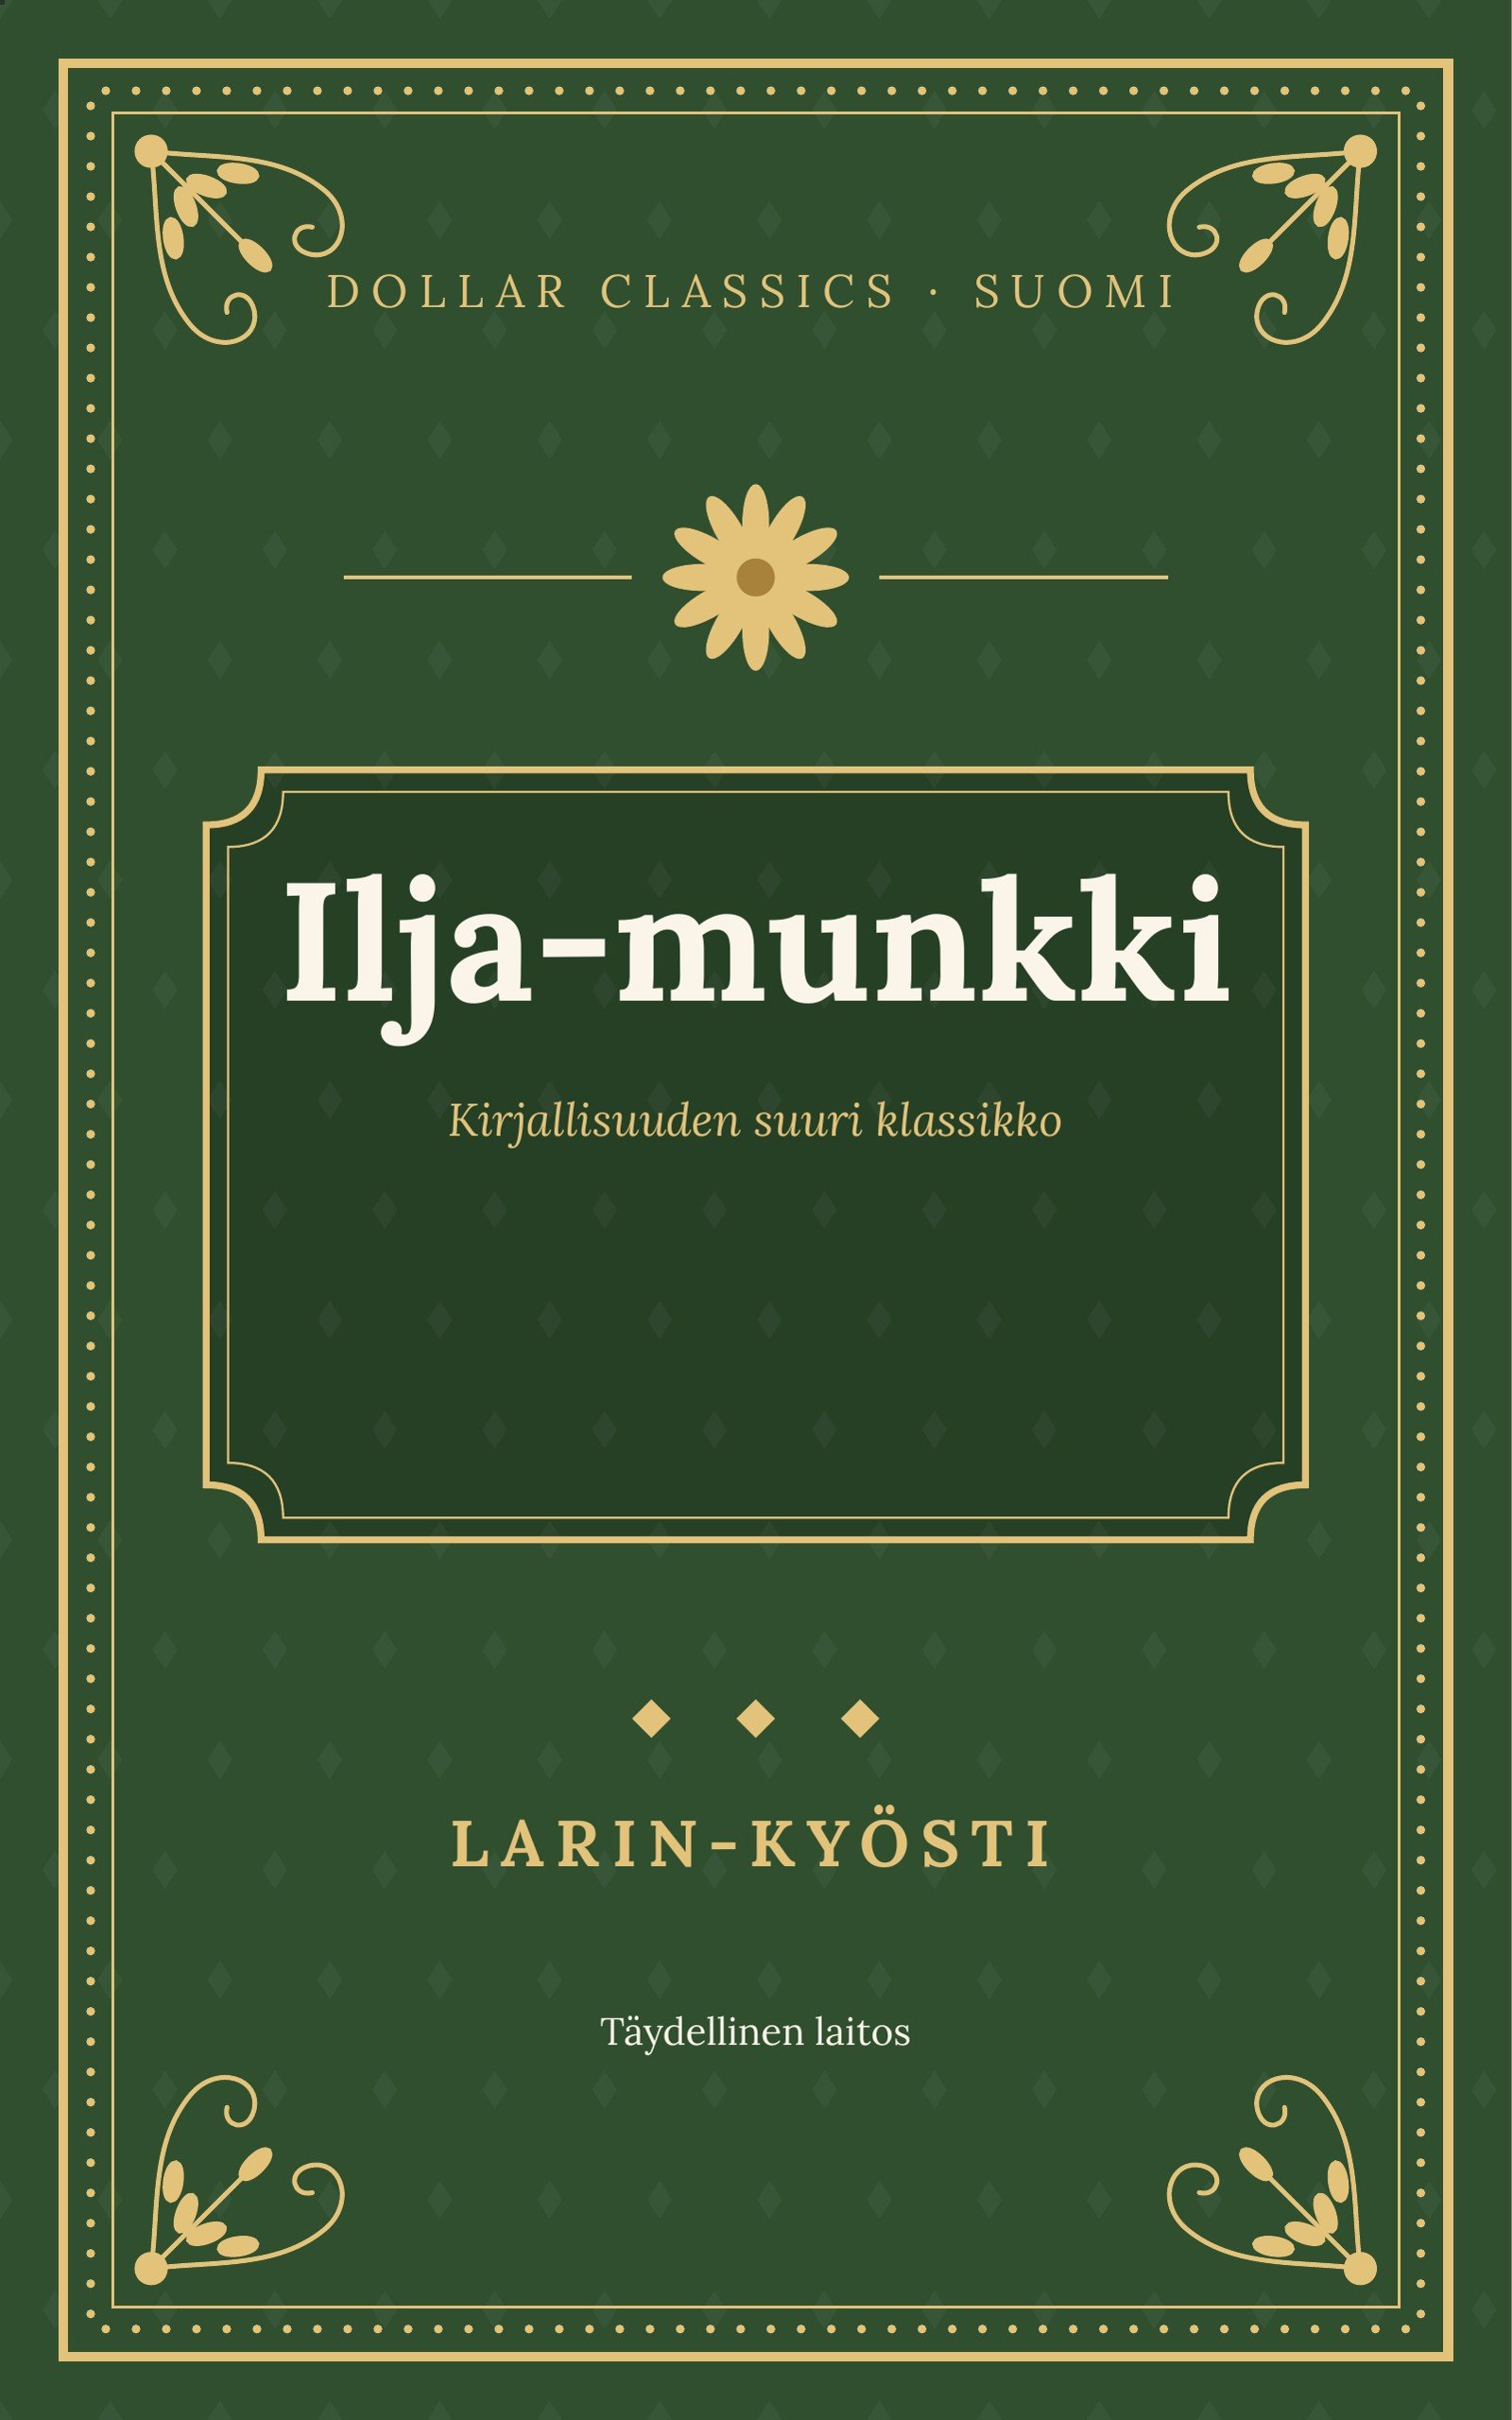 DOLLAR CLASSICS · SUOMI
Ilja-munkki
Kirjallisuuden suuri klassikko
LARIN-KYÖSTI
Täydellinen laitos